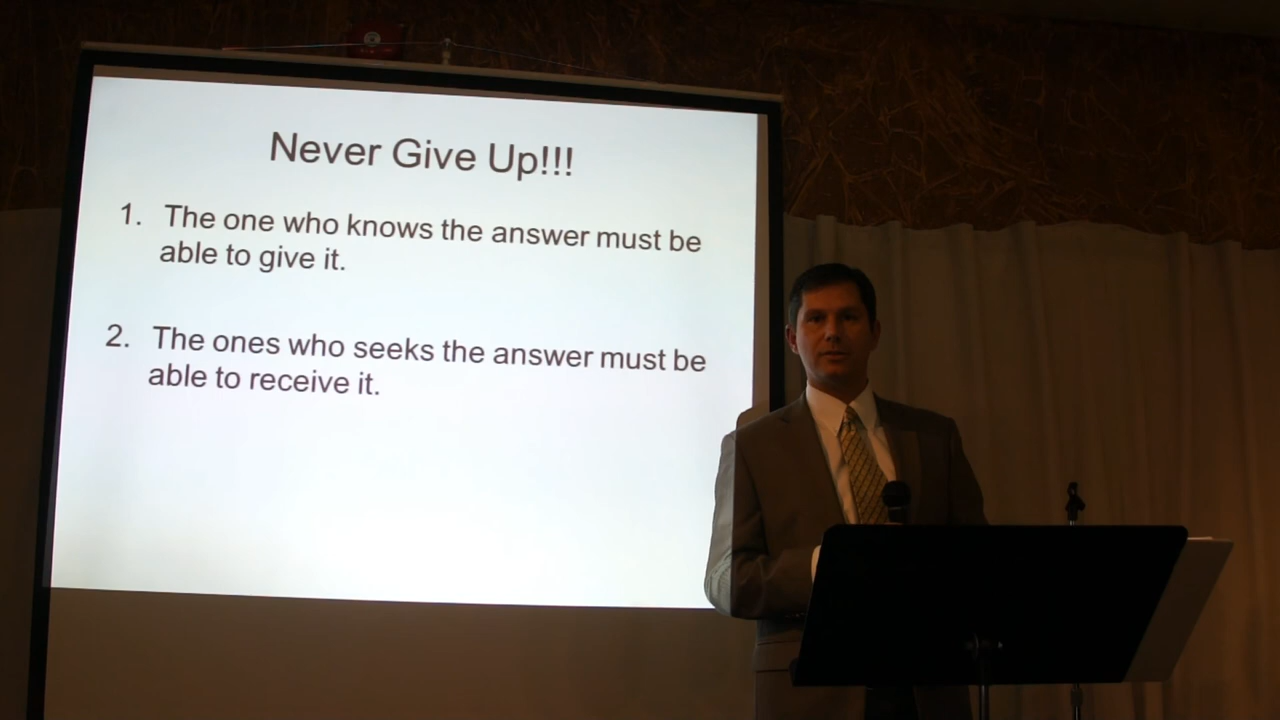 Never Give Up!!!
1. The one who knows the answer must be
able to give it.
2. The ones who seeks the answer must be
able to receive it.